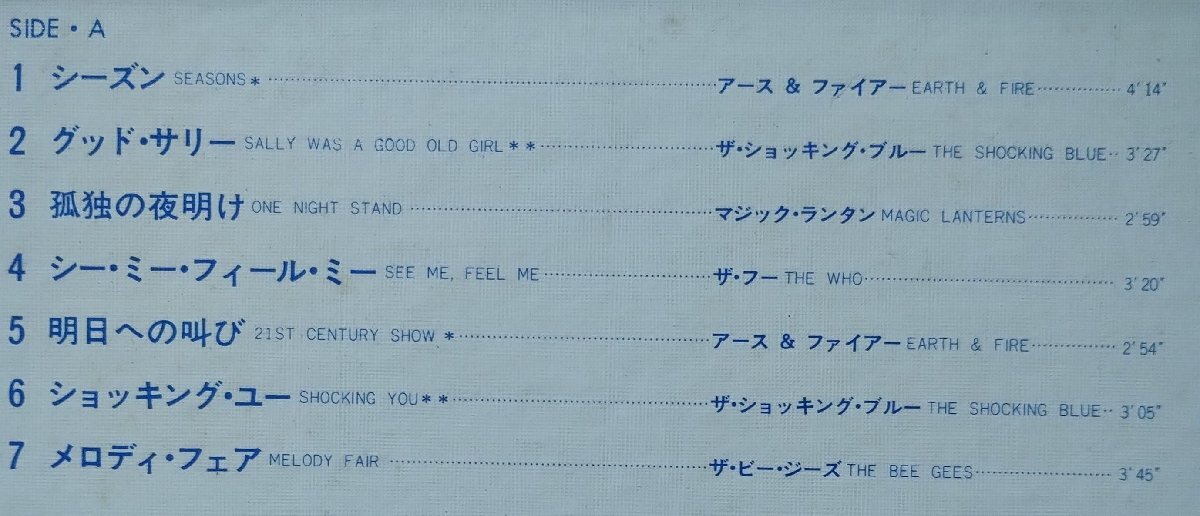 SIDE・A
1 シーズン SEASONS* アース & ファイアー EARTH & FIRE 4'14"
2 グッド・サリー SALLY WAS A GOOD OLD GIRL** ザ・ショッキング・ブルー THE SHOCKING BLUE 3'27"
3 孤独の夜明け ONE NIGHT STAND マジック・ランタン MAGIC LANTERNS 2'59"
4 シー・ミー・フィール・ミー SEE ME, FEEL ME ザ・フー THE WHO 3'20"
5 明日への叫び 21ST CENTURY SHOW * アース & ファイアー EARTH & FIRE 2'54"
6 ショッキング・ユー SHOCKING YOU** ザ・ショッキング・ブルー THE SHOCKING BLUE 3'05"
7 メロディ・フェア MELODY FAIR ザ・ビー・ジーズ THE BEE GEES 3'45"